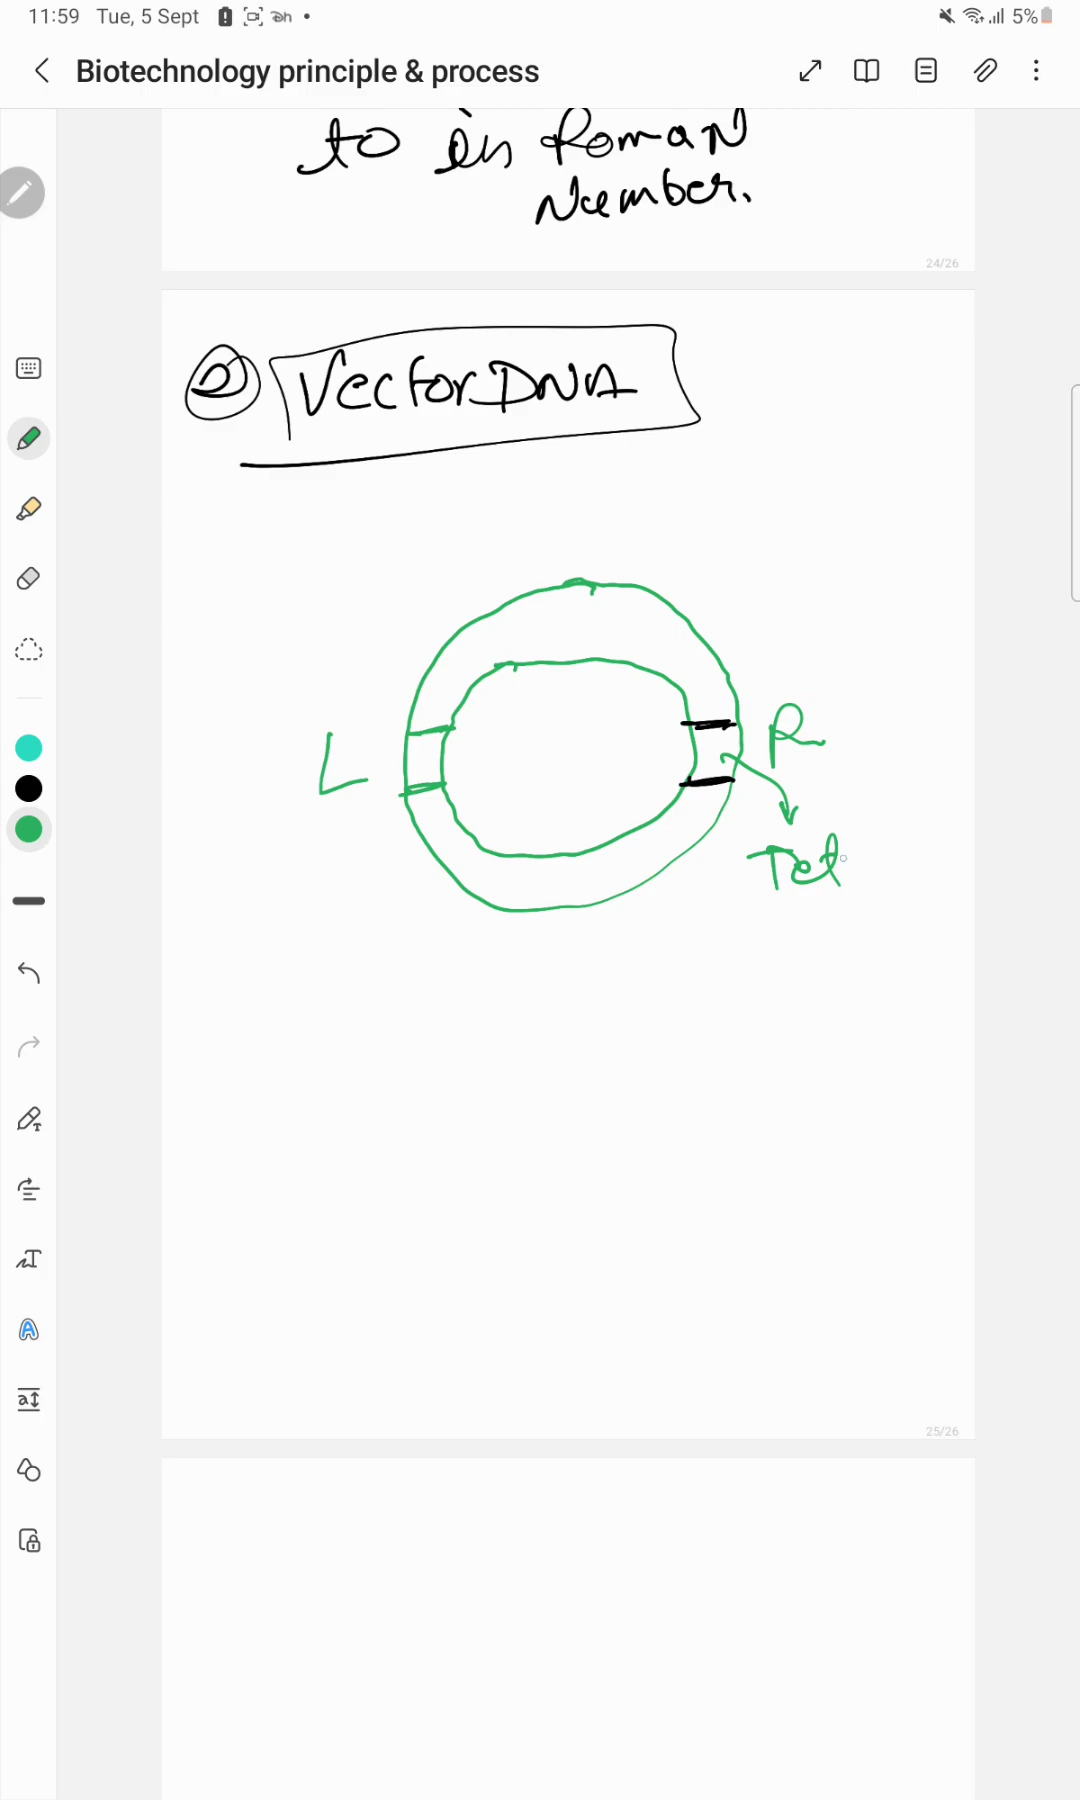 11:59 Tue, 5 Sept 5%
Biotechnology principle & process
to in Roman
Number.
24/26
② Vector DNA
L
R
Tet
25/26